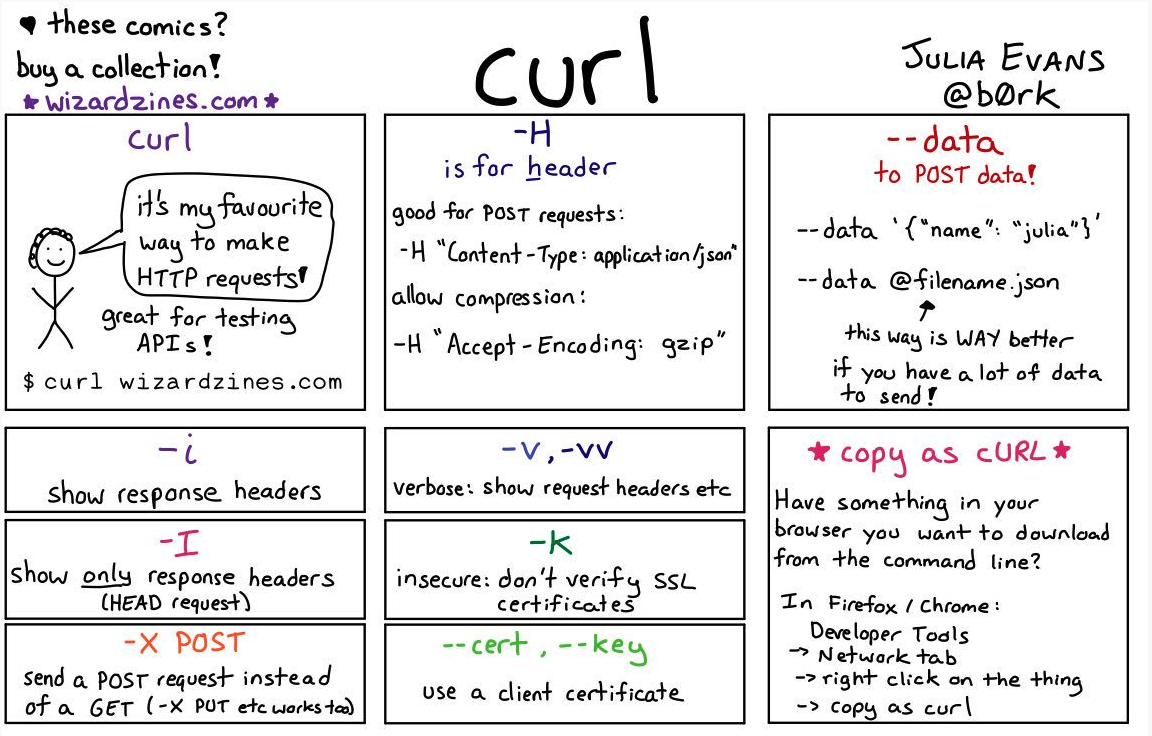 ♥ these comics?
buy a collection!
★ wizardzines.com ★
curl
JULIA EVANS
@b0rk
curl
it's my favourite
way to make
HTTP requests!
great for testing
APIs!
$ curl wizardzines.com
-H
is for header
good for POST requests:
-H "Content-Type: application/json"
allow compression:
-H "Accept-Encoding: gzip"
--data
to POST data!
--data '{"name": "julia"}'
--data @filename.json
this way is WAY better
if you have a lot of data
to send!
-i
show response headers
-I
show only response headers
(HEAD request)
-X POST
send a POST request instead
of a GET (-X PUT etc works too)
-v, -vv
verbose: show request headers etc
-k
insecure: don't verify SSL
certificates
--cert, --key
use a client certificate
★ copy as cURL ★
Have something in your
browser you want to download
from the command line?
In Firefox / Chrome:
Developer Tools
-> Network tab
-> right click on the thing
-> copy as curl